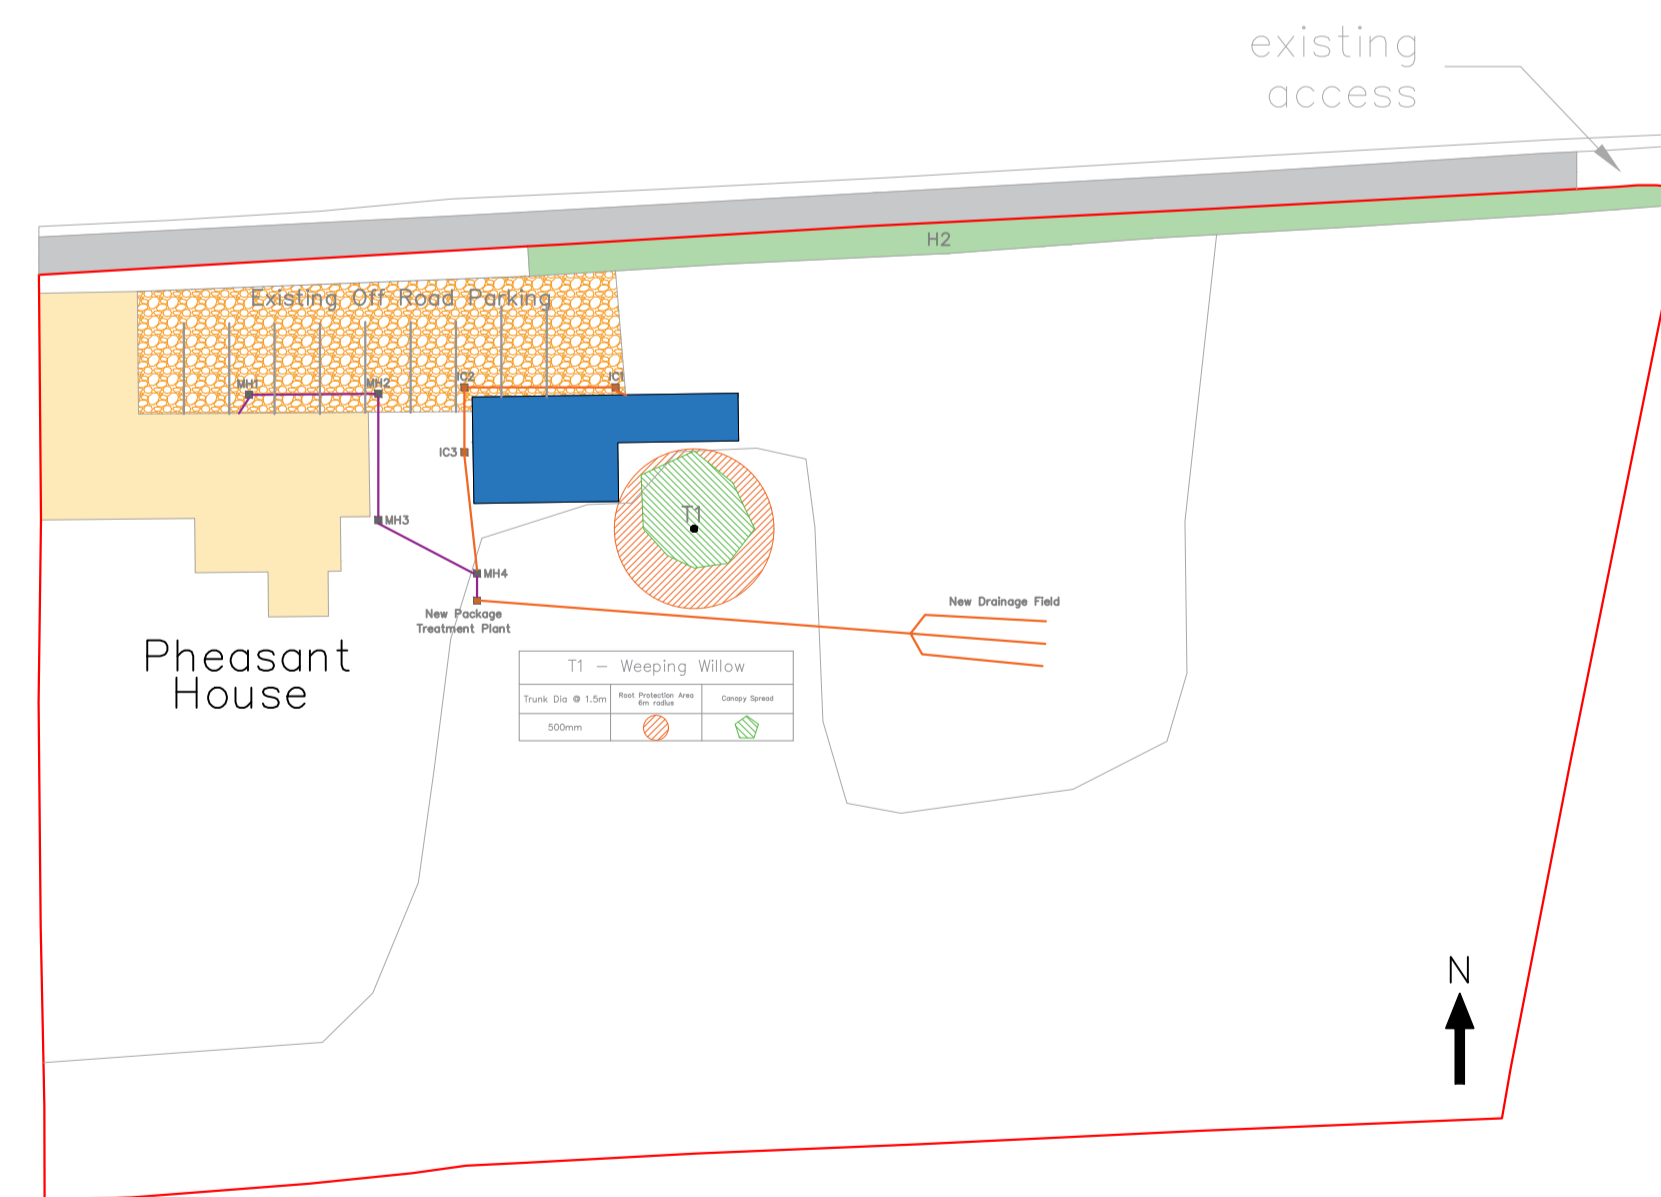 existing
access
H2
Existing Off Road Parking
MH1
MH2
IC2
IC1
IC3
T1
MH3
MH4
New Package
Treatment Plant
New Drainage Field
Pheasant
House
T1 - Weeping Willow
Trunk Dia @ 1.5m
Root Protection Area
6m radius
Canopy Spread
500mm
N